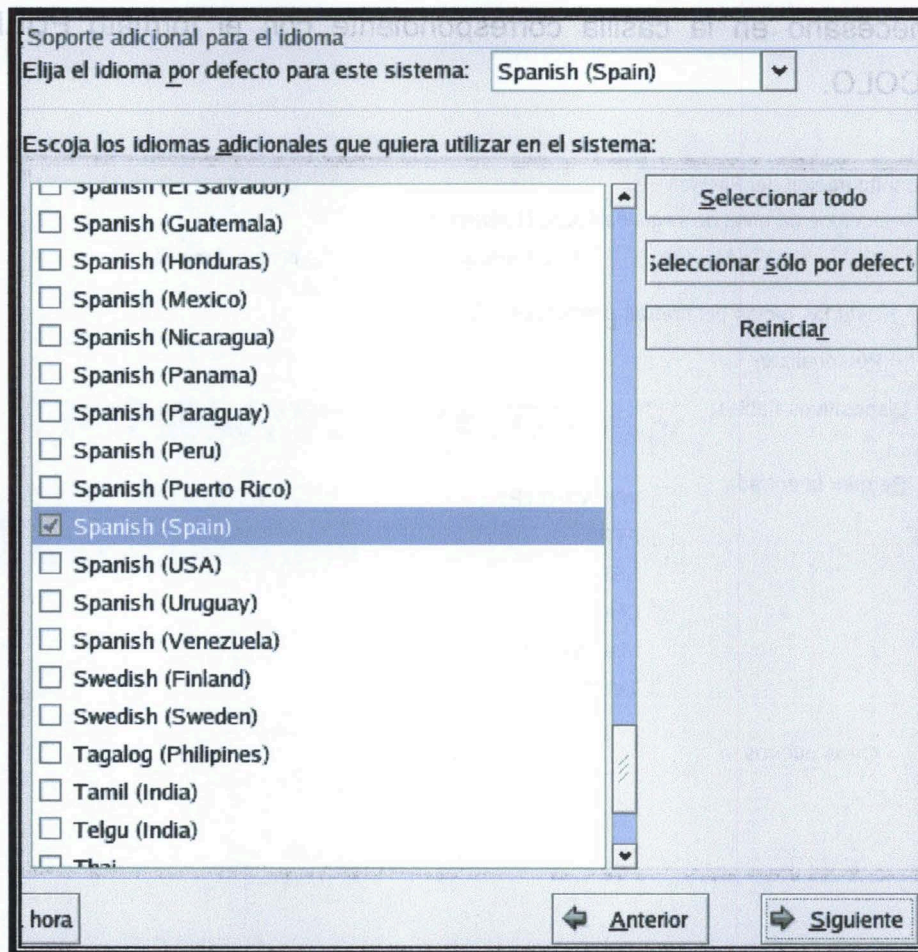 Soporte adicional para el idioma
Elija el idioma por defecto para este sistema: Spanish (Spain)
Escoja los idiomas adicionales que quiera utilizar en el sistema:
Spanish (El Salvador)
Spanish (Guatemala)
Spanish (Honduras)
Spanish (Mexico)
Spanish (Nicaragua)
Spanish (Panama)
Spanish (Paraguay)
Spanish (Peru)
Spanish (Puerto Rico)
Spanish (Spain)
Spanish (USA)
Spanish (Uruguay)
Spanish (Venezuela)
Swedish (Finland)
Swedish (Sweden)
Tagalog (Philipines)
Tamil (India)
Telgu (India)
Thai
Seleccionar todo
Seleccionar sólo por defect
Reiniciar
hora
Anterior
Siguiente